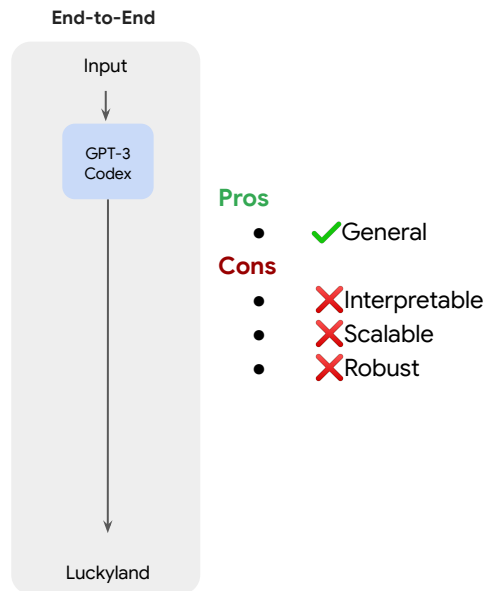 End-to-End
Input
GPT-3
Codex
Pros
● ✔General
Cons
● ❌Interpretable
● ❌Scalable
● ❌Robust
Luckyland